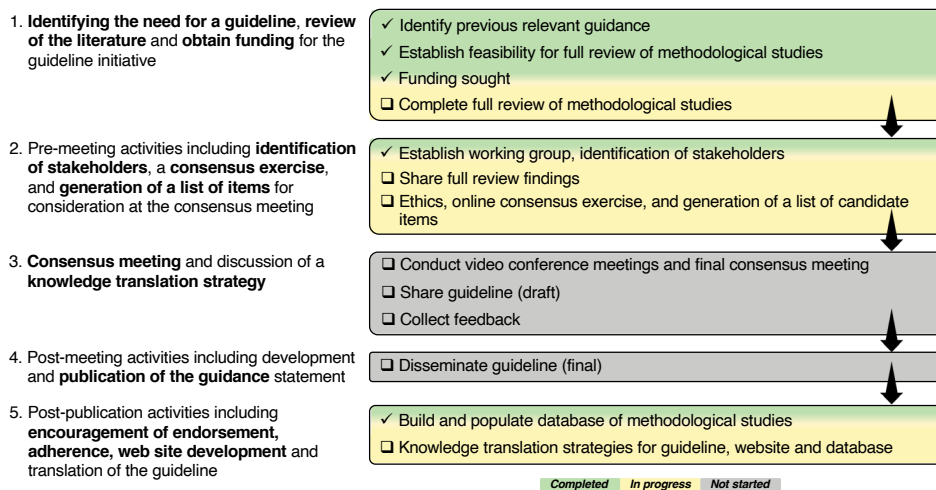 1. Identifying the need for a guideline, review
of the literature and obtain funding for the
guideline initiative
✓ Identify previous relevant guidance
✓ Establish feasibility for full review of methodological studies
✓ Funding sought
❑ Complete full review of methodological studies
2. Pre-meeting activities including identification
of stakeholders, a consensus exercise,
and generation of a list of items for
consideration at the consensus meeting
✓ Establish working group, identification of stakeholders
❑ Share full review findings
❑ Ethics, online consensus exercise, and generation of a list of candidate
items
3. Consensus meeting and discussion of a
knowledge translation strategy
❑ Conduct video conference meetings and final consensus meeting
❑ Share guideline (draft)
❑ Collect feedback
4. Post-meeting activities including development
and publication of the guidance statement
❑ Disseminate guideline (final)
5. Post-publication activities including
encouragement of endorsement,
adherence, web site development and
translation of the guideline
✓ Build and populate database of methodological studies
❑ Knowledge translation strategies for guideline, website and database
Completed In progress Not started